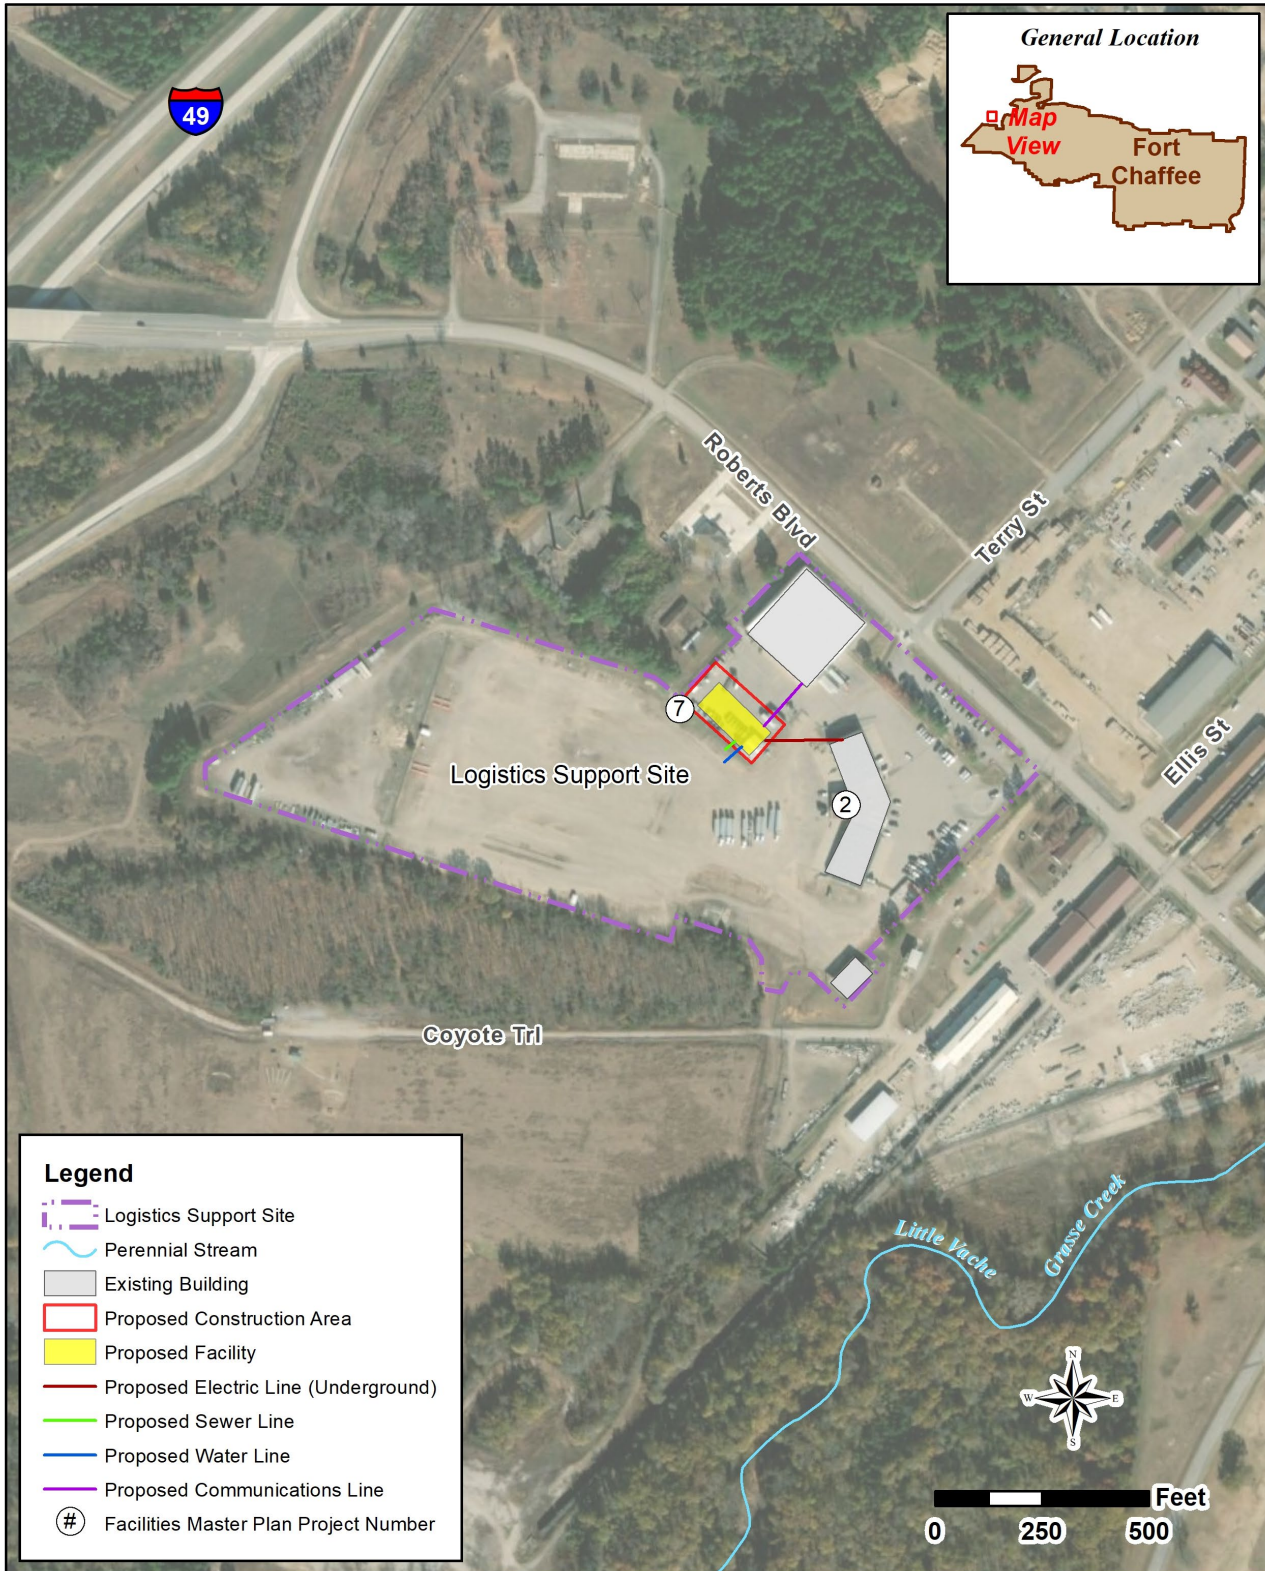 General Location
Map
View
Fort
Chaffee
49
Roberts Blvd
Terry St
Ellis St
7
Logistics Support Site
2
Coyote Trl
Little Vache
Grasse Creek
Legend
Logistics Support Site
Perennial Stream
Existing Building
Proposed Construction Area
Proposed Facility
Proposed Electric Line (Underground)
Proposed Sewer Line
Proposed Water Line
Proposed Communications Line
# Facilities Master Plan Project Number
N
W E
S
Feet
0 250 500